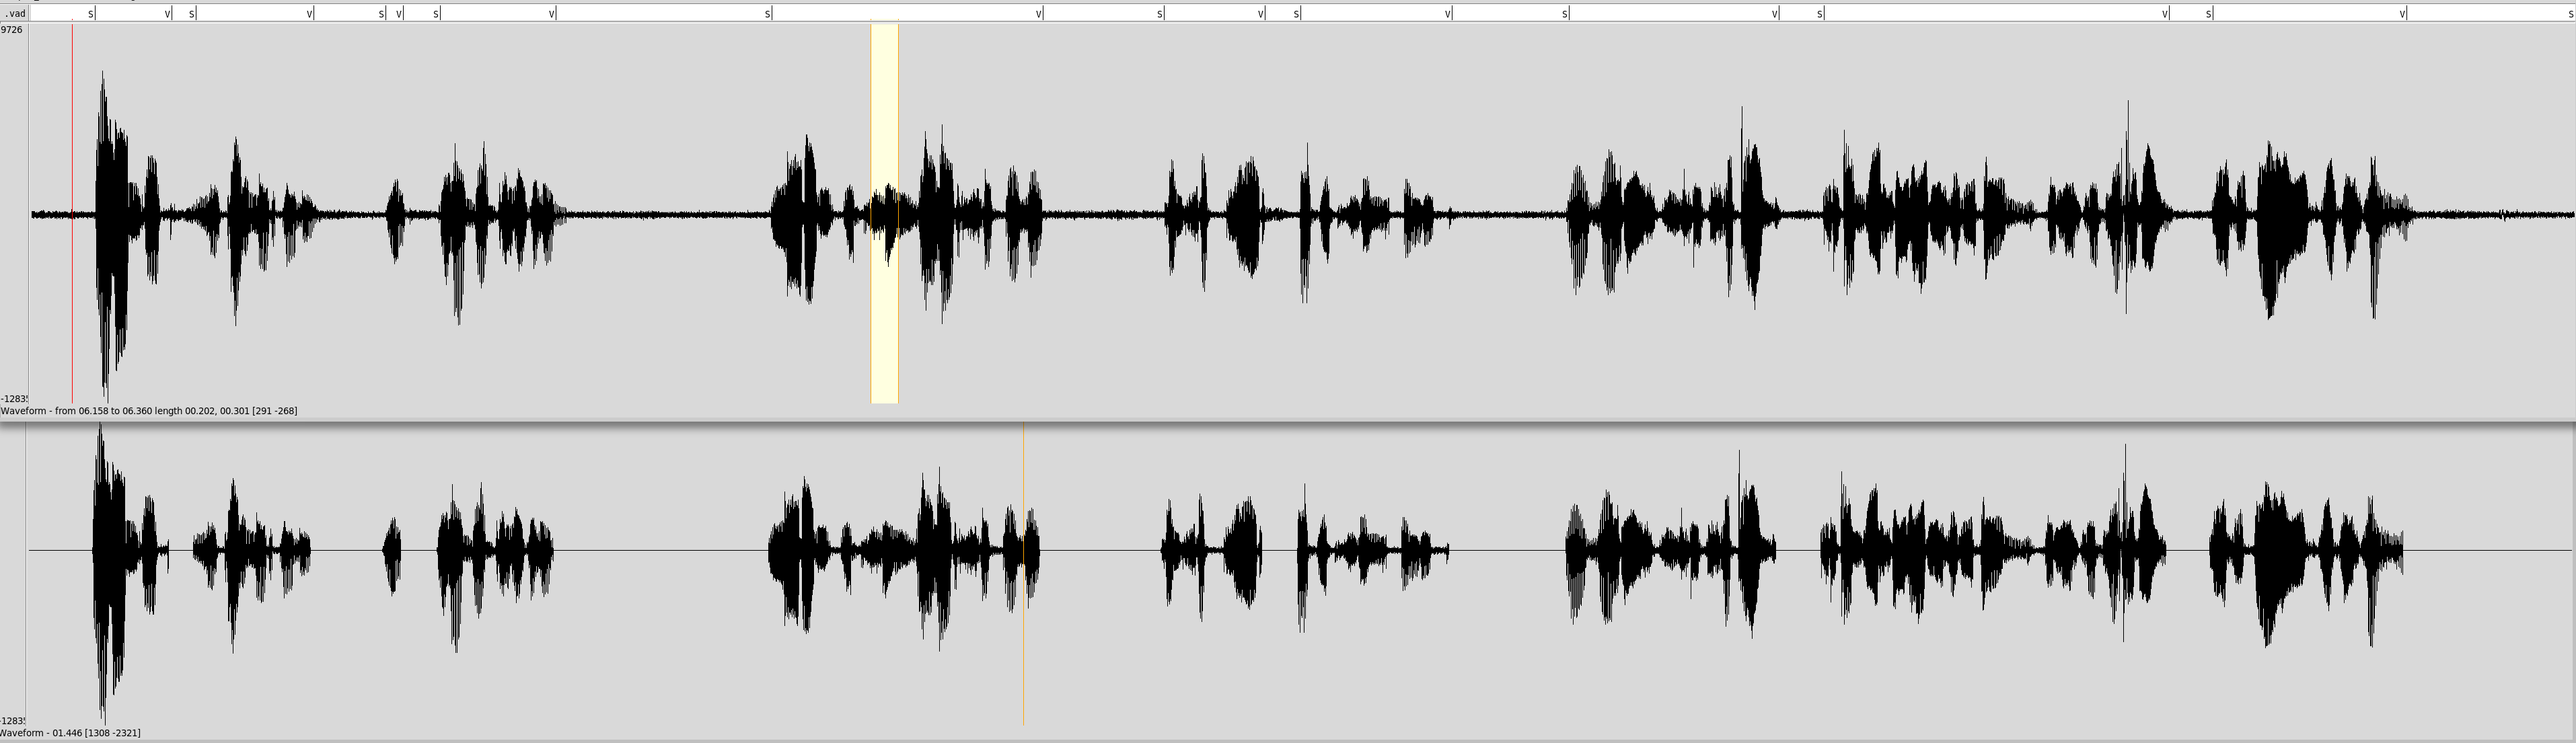 .vad S V S V S V S V S V S V S V S V S V S V S
9726
-1283
Waveform - from 06.158 to 06.360 length 00.202, 00.301 [291 -268]
-1283
Waveform - 01.446 [1308 -2321]